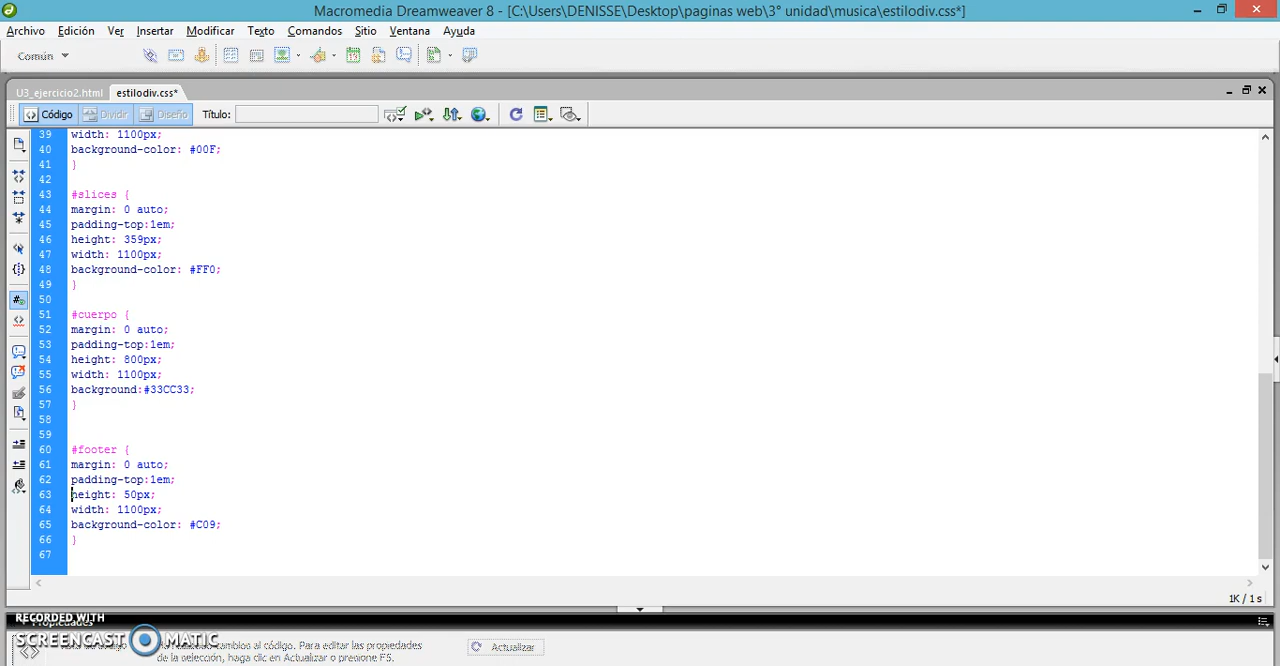 Macromedia Dreamweaver 8 - [C:\Users\DENISSE\Desktop\paginas web\3° unidad\musica\estilodiv.css*]
Archivo Edición Ver Insertar Modificar Texto Comandos Sitio Ventana Ayuda
Común
U3_ejercicio2.html estilodiv.css*
Código Dividir Diseño Título:
39 width: 1100px;
40 background-color: #00F;
41 }
42
43 #slices {
44 margin: 0 auto;
45 padding-top:1em;
46 height: 359px;
47 width: 1100px;
48 background-color: #FF0;
49 }
50
51 #cuerpo {
52 margin: 0 auto;
53 padding-top:1em;
54 height: 800px;
55 width: 1100px;
56 background:#33CC33;
57 }
58
59
60 #footer {
61 margin: 0 auto;
62 padding-top:1em;
63 height: 50px;
64 width: 1100px;
65 background-color: #C09;
66 }
67
1K / 1 s
RECORDED WITH
Propiedades
SCREENCAST MATIC
cambios al código. Para editar las propiedades
de la selección, haga clic en Actualizar o presione F5.
Actualizar